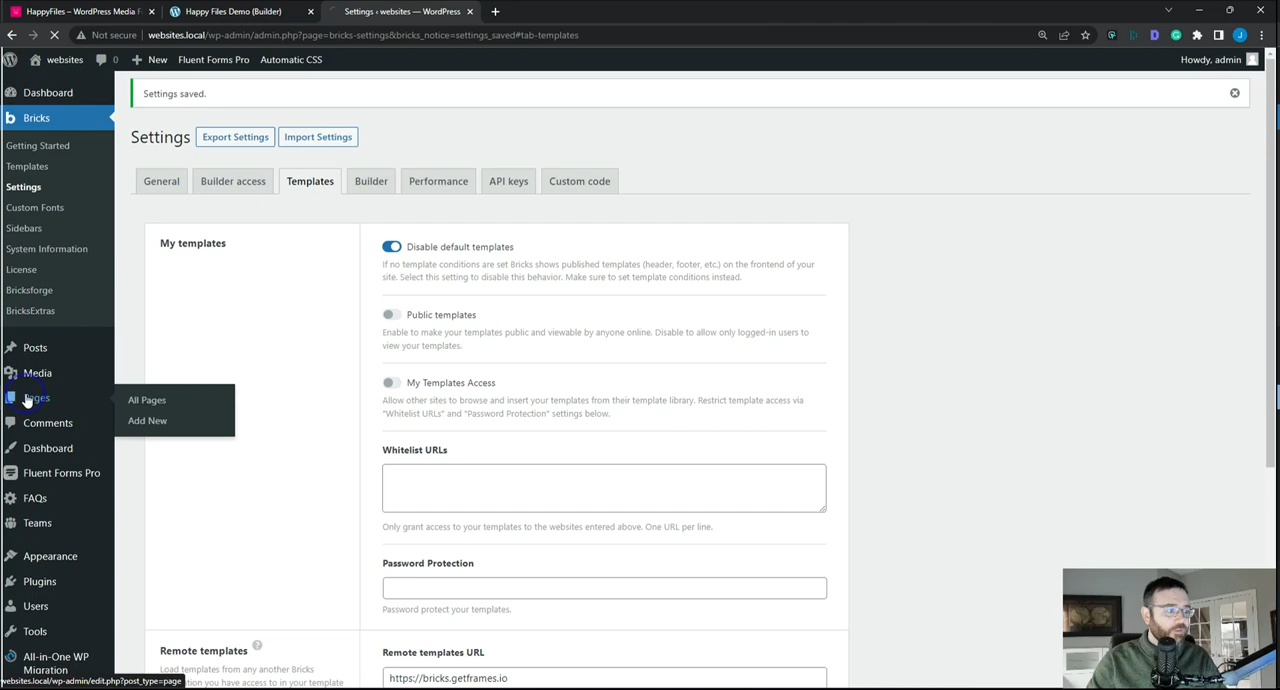 HappyFiles – WordPress Media F
Happy Files Demo (Builder)
Settings ‹ websites — WordPress
Not secure
websites.local/wp-admin/admin.php?page=bricks-settings&bricks_notice=settings_saved#tab-templates
websites
0
New
Fluent Forms Pro
Automatic CSS
Howdy, admin
Dashboard
Bricks
Getting Started
Templates
Settings
Custom Fonts
Sidebars
System Information
License
Bricksforge
BricksExtras
Posts
Media
Pages
All Pages
Add New
Comments
Dashboard
Fluent Forms Pro
FAQs
Teams
Appearance
Plugins
Users
Tools
All-in-One WP
Migration
websites.local/wp-admin/edit.php?post_type=page
Settings saved.
Settings
Export Settings
Import Settings
General
Builder access
Templates
Builder
Performance
API keys
Custom code
My templates
Disable default templates
If no template conditions are set Bricks shows published templates (header, footer, etc.) on the frontend of your
site. Select this setting to disable this behavior. Make sure to set template conditions instead.
Public templates
Enable to make your templates public and viewable by anyone online. Disable to allow only logged-in users to
view your templates.
My Templates Access
Allow other sites to browse and insert your templates from their template library. Restrict template access via
"Whitelist URLs" and "Password Protection" settings below.
Whitelist URLs
Only grant access to your templates to the websites entered above. One URL per line.
Password Protection
Password protect your templates.
Remote templates
Load templates from any another Bricks
you have access to in your template
Remote templates URL
https://bricks.getframes.io